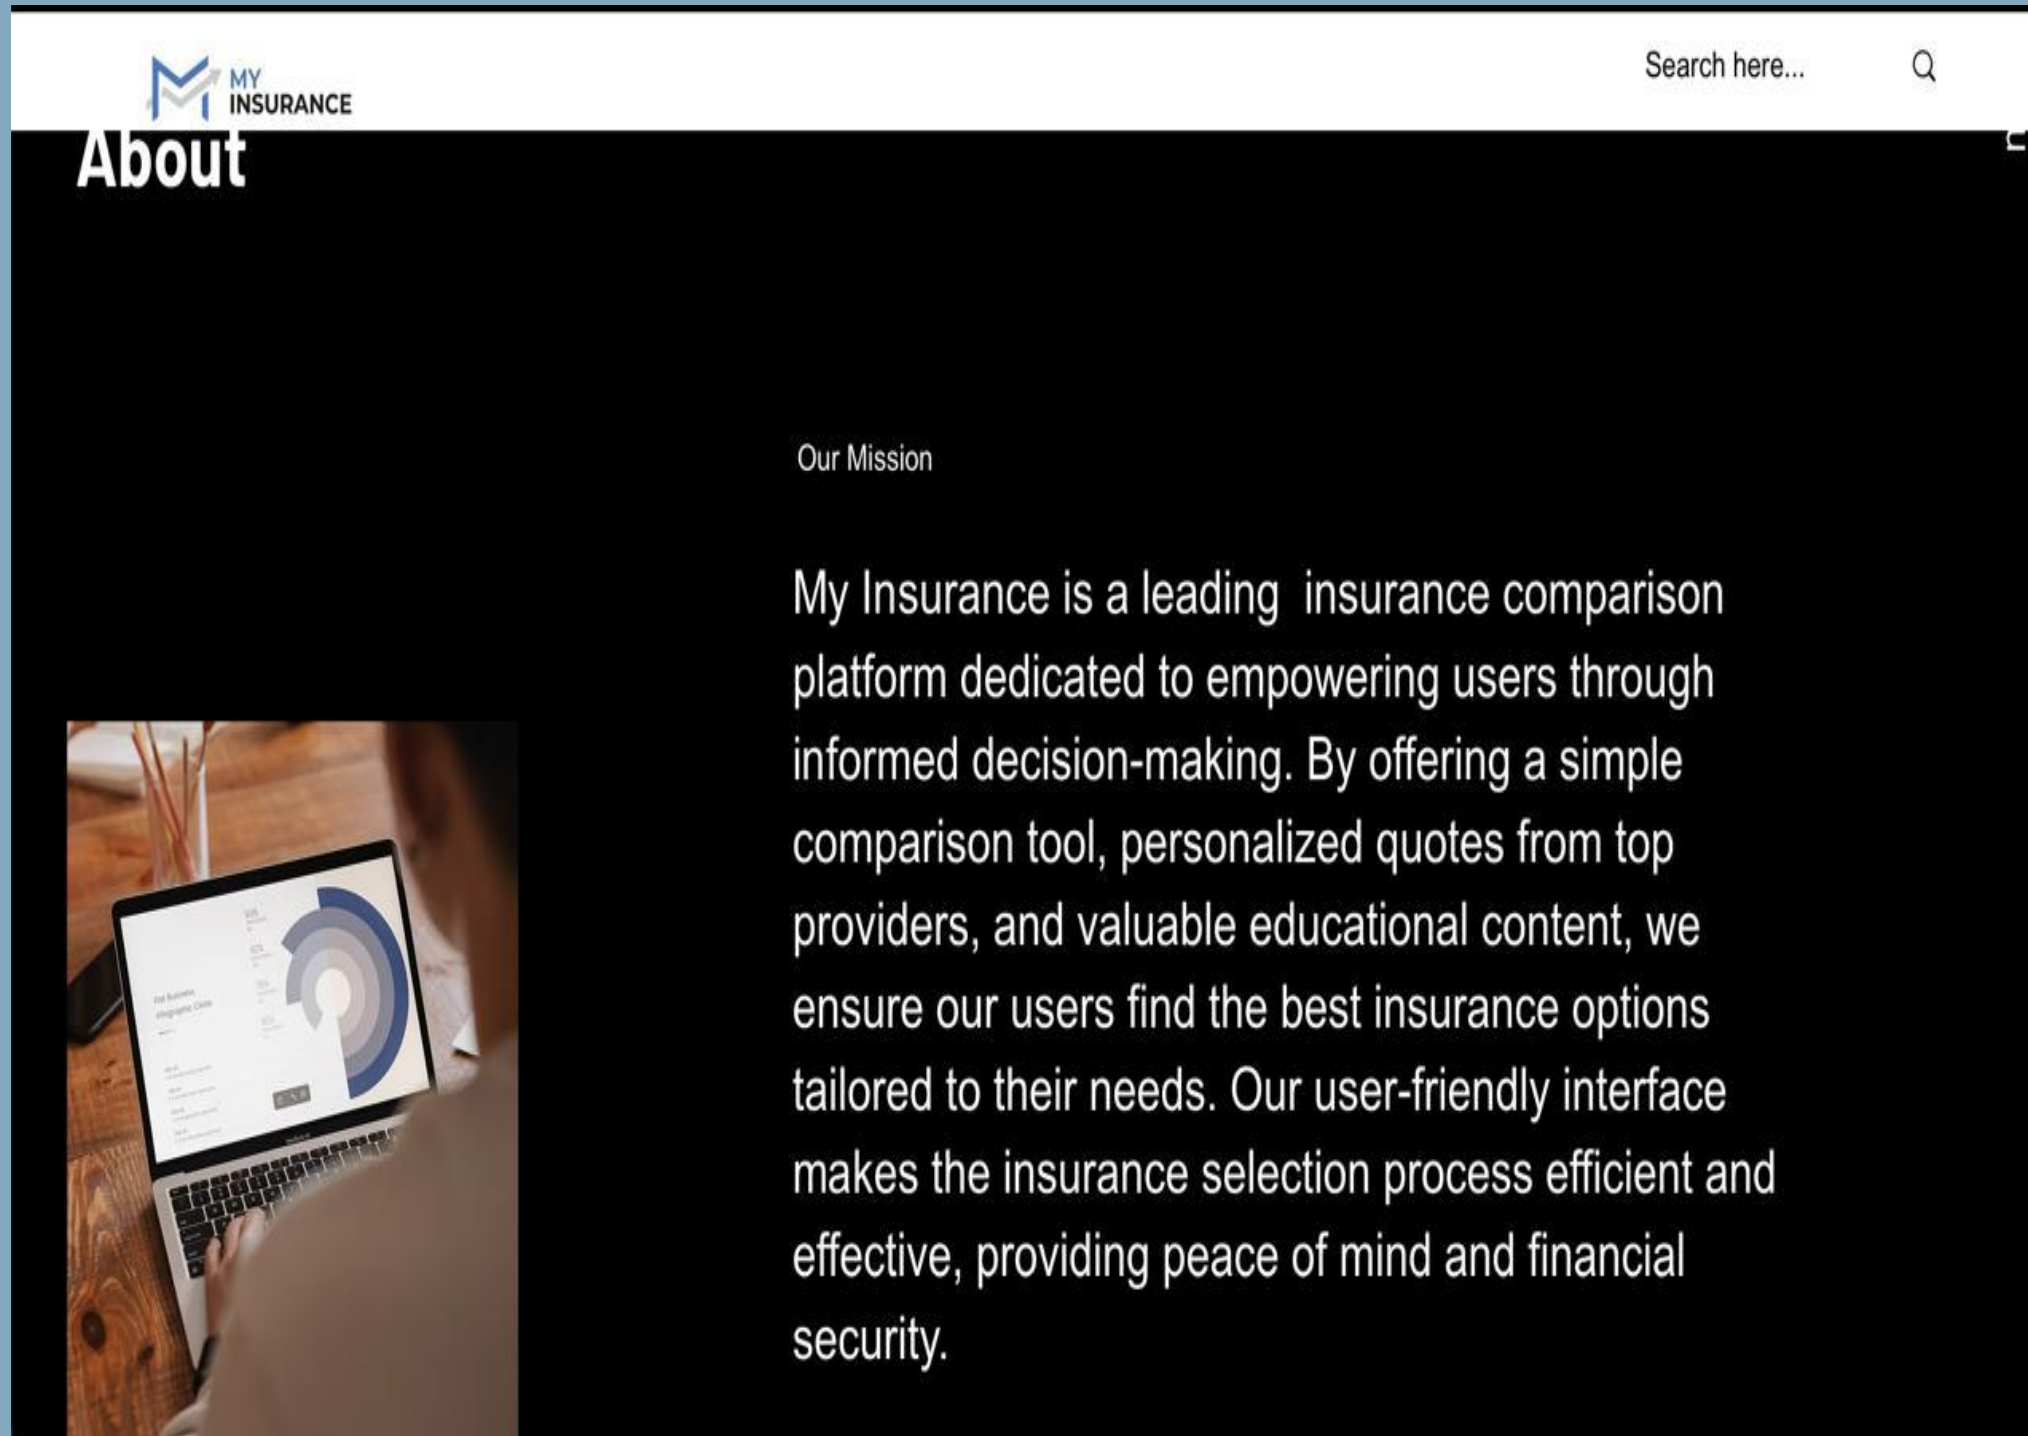 MY
INSURANCE
Search here...
About
Our Mission
My Insurance is a leading  insurance comparison
platform dedicated to empowering users through
informed decision-making. By offering a simple
comparison tool, personalized quotes from top
providers, and valuable educational content, we
ensure our users find the best insurance options
tailored to their needs. Our user-friendly interface
makes the insurance selection process efficient and
effective, providing peace of mind and financial
security.